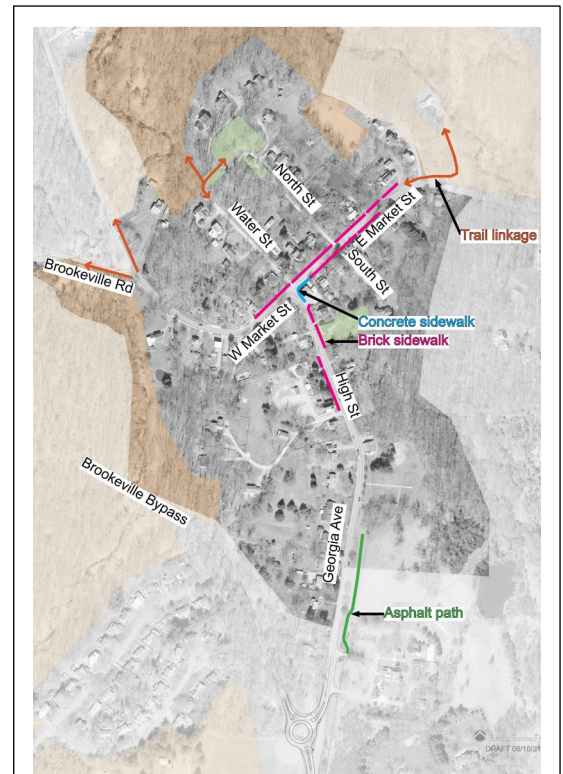 North St
Water St
E Market St
South St
Trail linkage
Brookeville Rd
Concrete sidewalk
W Market St
Brick sidewalk
High St
Brookeville Bypass
Georgia Ave
Asphalt path